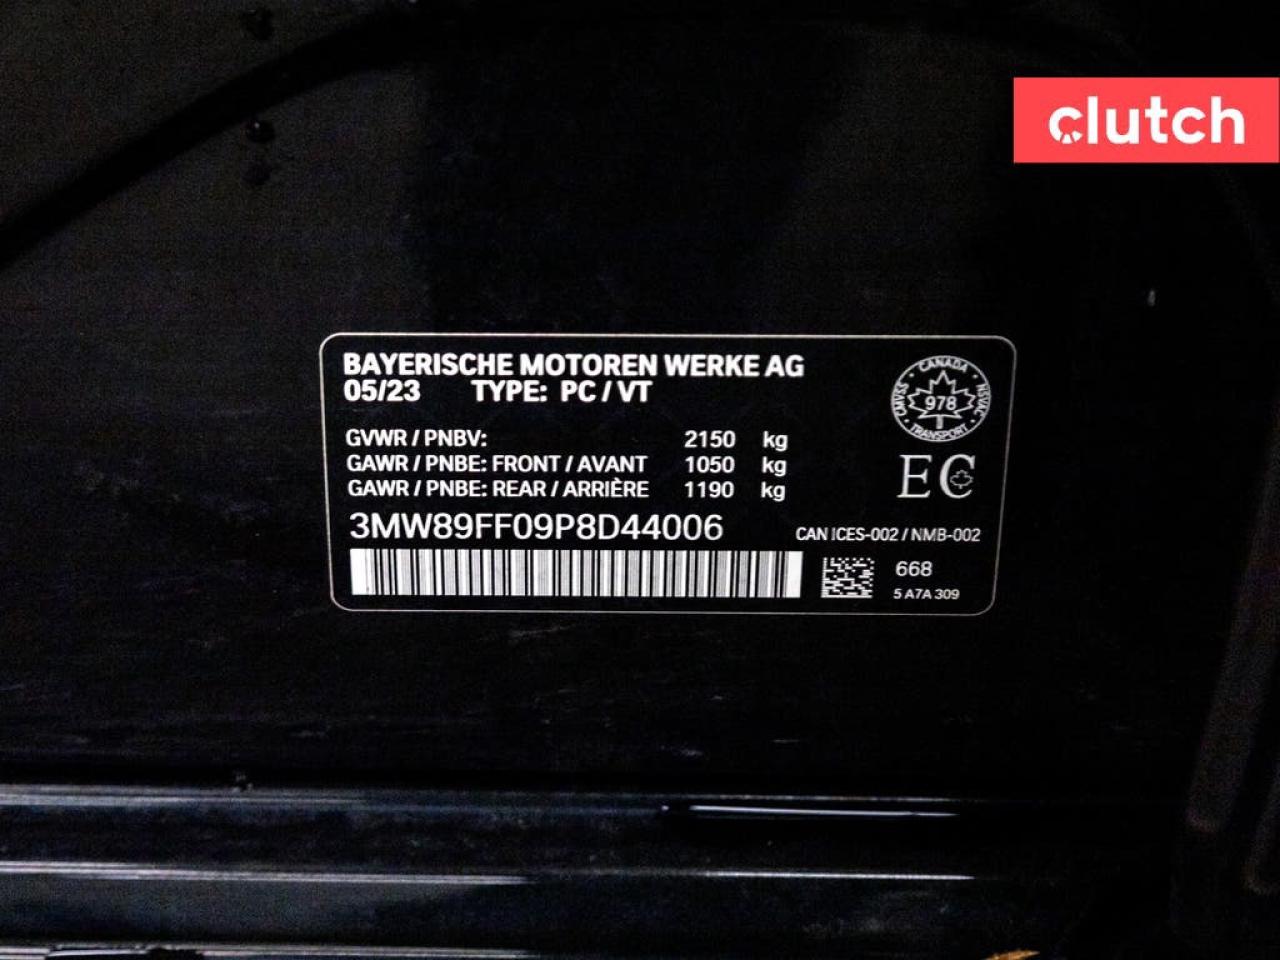 clutch
BAYERISCHE MOTOREN WERKE AG
05/23 TYPE: PC / VT
GVWR / PNBV: 2150 kg
GAWR / PNBE: FRONT / AVANT 1050 kg
GAWR / PNBE: REAR / ARRIÈRE 1190 kg
3MW89FF09P8D44006
CANADA
CMVSS 978 NSVAC
TRANSPORT
EC
CAN ICES-002 / NMB-002
668
5 A7A 309